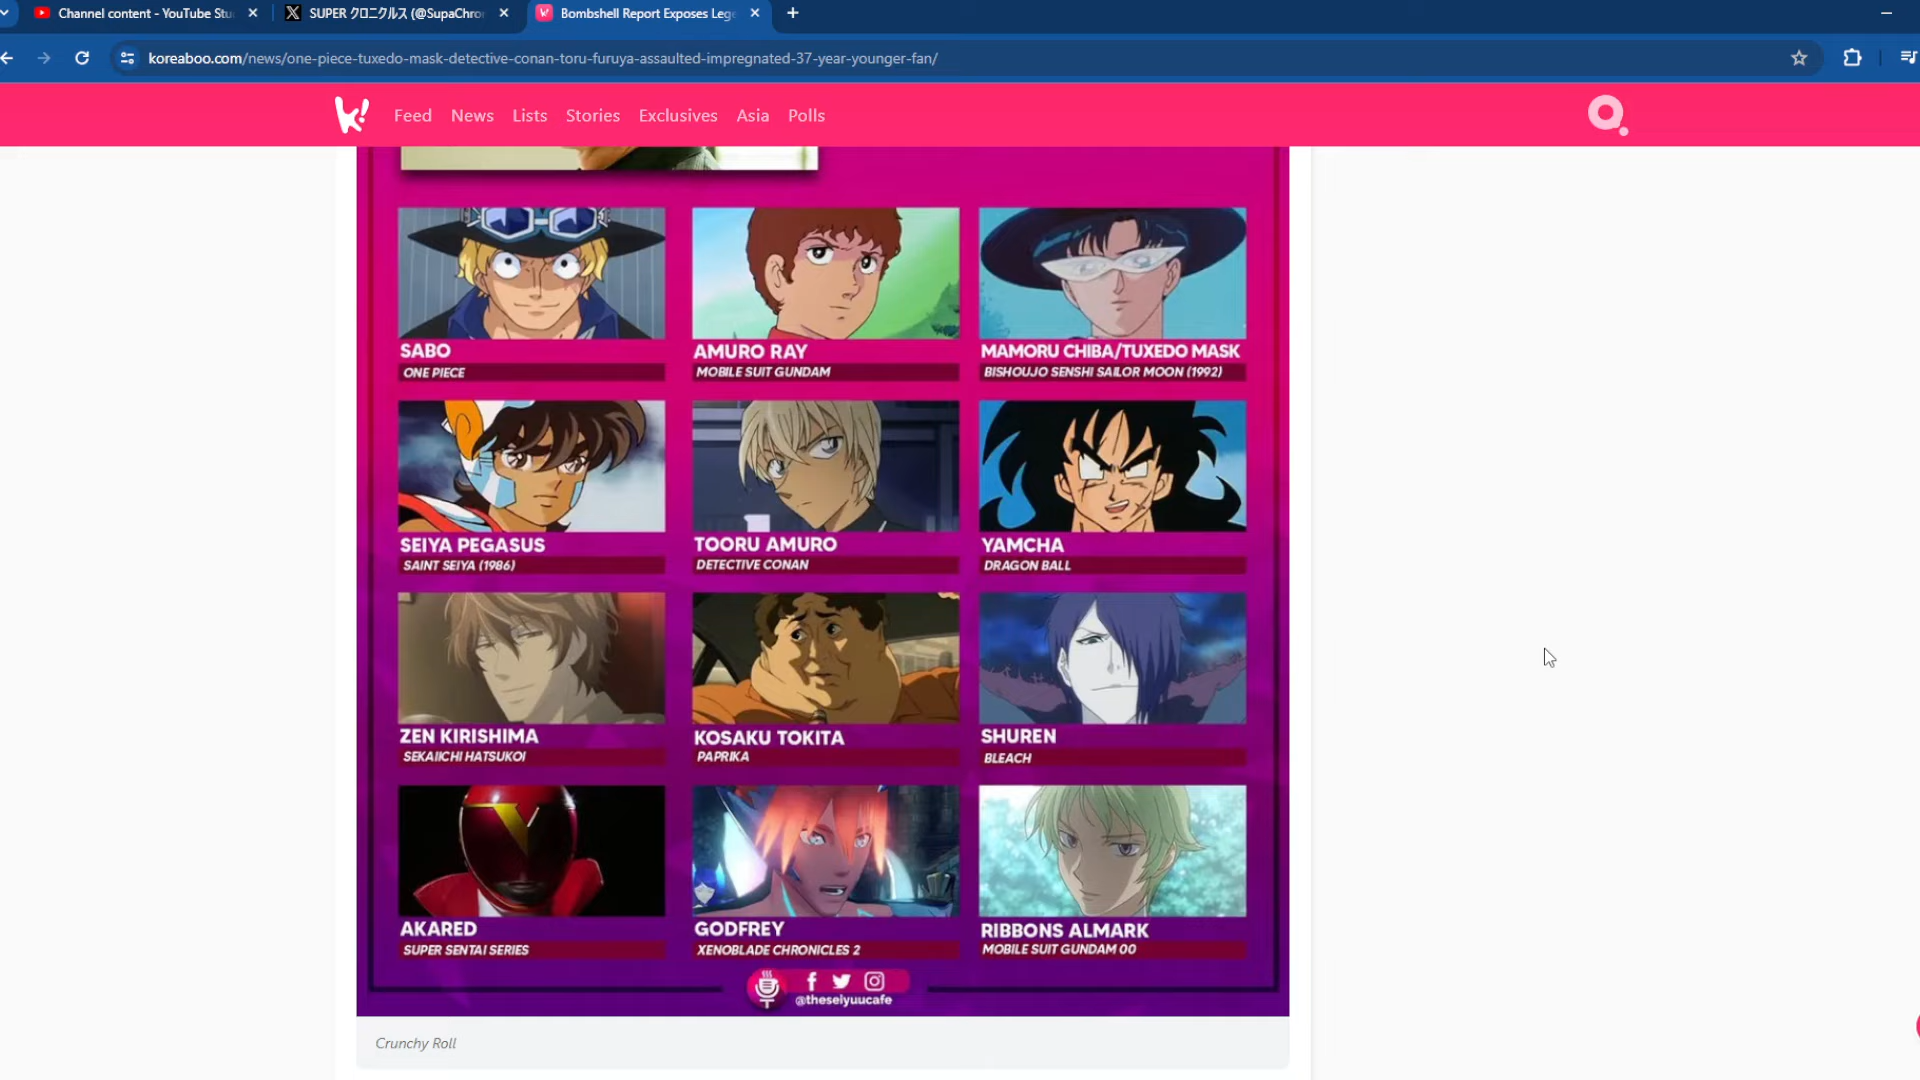 Channel content - YouTube Stu
SUPER クロニクルス (@SupaChron
Bombshell Report Exposes Lege
koreaboo.com/news/one-piece-tuxedo-mask-detective-conan-toru-furuya-assaulted-impregnated-37-year-younger-fan/
k!
Feed
News
Lists
Stories
Exclusives
Asia
Polls
SABO
ONE PIECE
AMURO RAY
MOBILE SUIT GUNDAM
MAMORU CHIBA/TUXEDO MASK
BISHOUJO SENSHI SAILOR MOON (1992)
SEIYA PEGASUS
SAINT SEIYA (1986)
TOORU AMURO
DETECTIVE CONAN
YAMCHA
DRAGON BALL
ZEN KIRISHIMA
SEKAIICHI HATSUKOI
KOSAKU TOKITA
PAPRIKA
SHUREN
BLEACH
AKARED
SUPER SENTAI SERIES
GODFREY
XENOBLADE CHRONICLES 2
RIBBONS ALMARK
MOBILE SUIT GUNDAM 00
@theseiyuucafe
Crunchy Roll